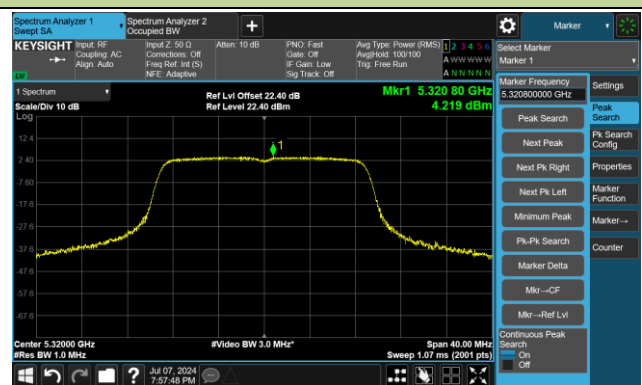 Spectrum Analyzer 1
Swept SA
Spectrum Analyzer 2
Occupied BW
Marker
KEYSIGHT
Input: RF
Coupling: AC
Align: Auto
Input Z: 50 Ω
Corrections: Off
Freq Ref: Int (S)
NFE: Adaptive
Atten: 10 dB
PNO: Fast
Gate: Off
IF Gain: Low
Sig Track: Off
Avg Type: Power (RMS)
Avg|Hold: 100/100
Trig: Free Run
1 2 3 4 5 6
A W W W W W
A N N N N N
LV
Select Marker
Marker 1
1 Spectrum
Scale/Div 10 dB
Log
Ref Lvl Offset 22.40 dB
Ref Level 22.40 dBm
Mkr1 5.320 80 GHz
4.219 dBm
12.4
2.40
-7.60
-17.6
-27.6
-37.6
-47.6
-57.6
-67.6
1
Center 5.32000 GHz
#Res BW 1.0 MHz
#Video BW 3.0 MHz*
Span 40.00 MHz
Sweep 1.07 ms (2001 pts)
Marker Frequency
5.320800000 GHz
Peak Search
Next Peak
Next Pk Right
Next Pk Left
Minimum Peak
Pk-Pk Search
Marker Delta
Mkr→CF
Mkr→Ref Lvl
Continuous Peak
Search
On
Off
Settings
Peak
Search
Pk Search
Config
Properties
Marker
Function
Marker→
Counter
Jul 07, 2024
7:57:48 PM